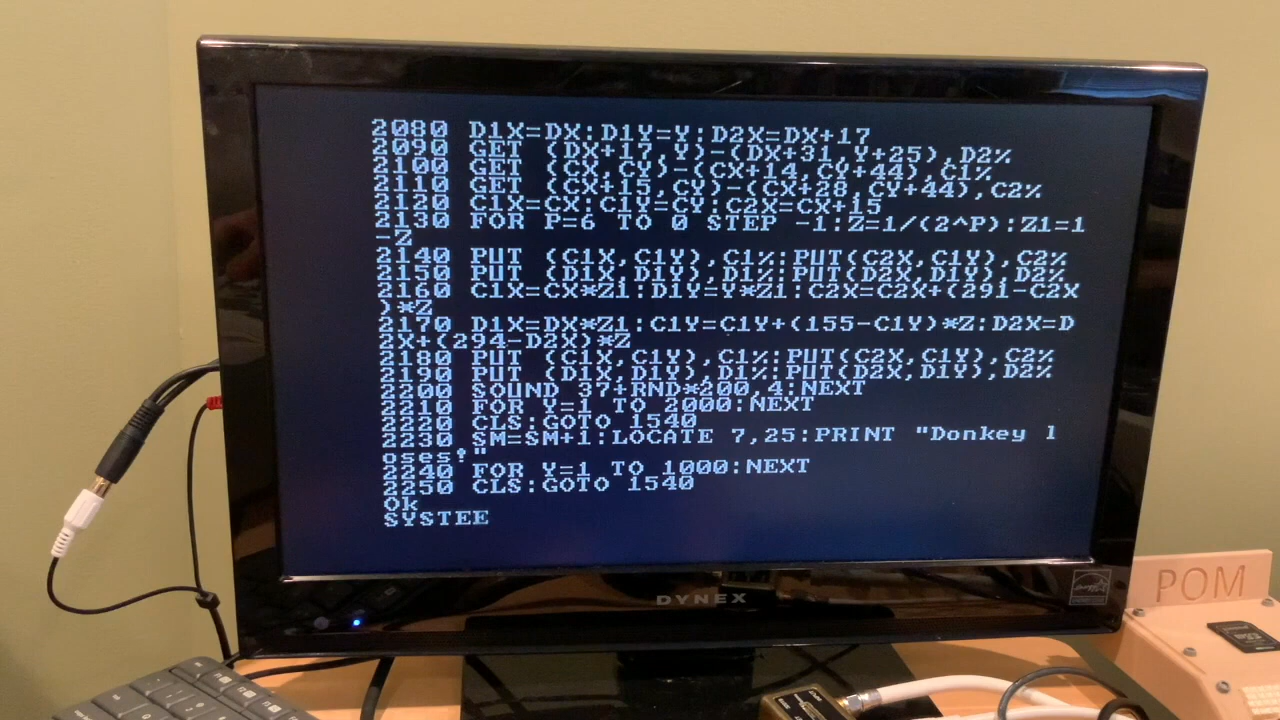 2080 D1X=DX:D1Y=Y:D2X=DX+17
2090 GET (DX+17,Y)-(DX+31,Y+25),D2%
2100 GET (CX,CY)-(CX+14,CY+44),C1%
2110 GET (CX+15,CY)-(CX+28,CY+44),C2%
2120 C1X=CX:C1Y=CY:C2X=CX+15
2130 FOR P=6 TO 0 STEP -1:Z=1/(2^P):Z1=1
-Z
2140 PUT (C1X,C1Y),C1%:PUT(C2X,C1Y),C2%
2150 PUT (D1X,D1Y),D1%:PUT(D2X,D1Y),D2%
2160 C1X=CX*Z1:D1Y=Y*Z1:C2X=C2X+(291-C2X
)*Z
2170 D1X=DX*Z1:C1Y=C1Y+(155-C1Y)*Z:D2X=D
2X+(294-D2X)*Z
2180 PUT (C1X,C1Y),C1%:PUT(C2X,C1Y),C2%
2190 PUT (D1X,D1Y),D1%:PUT(D2X,D1Y),D2%
2200 SOUND 37+RND*200,4:NEXT
2210 FOR Y=1 TO 2000:NEXT
2220 CLS:GOTO 1540
2230 SM=SM+1:LOCATE 7,25:PRINT "Donkey l
oses!"
2240 FOR Y=1 TO 1000:NEXT
2250 CLS:GOTO 1540
Ok
SYSTEE
DYNEX
POM